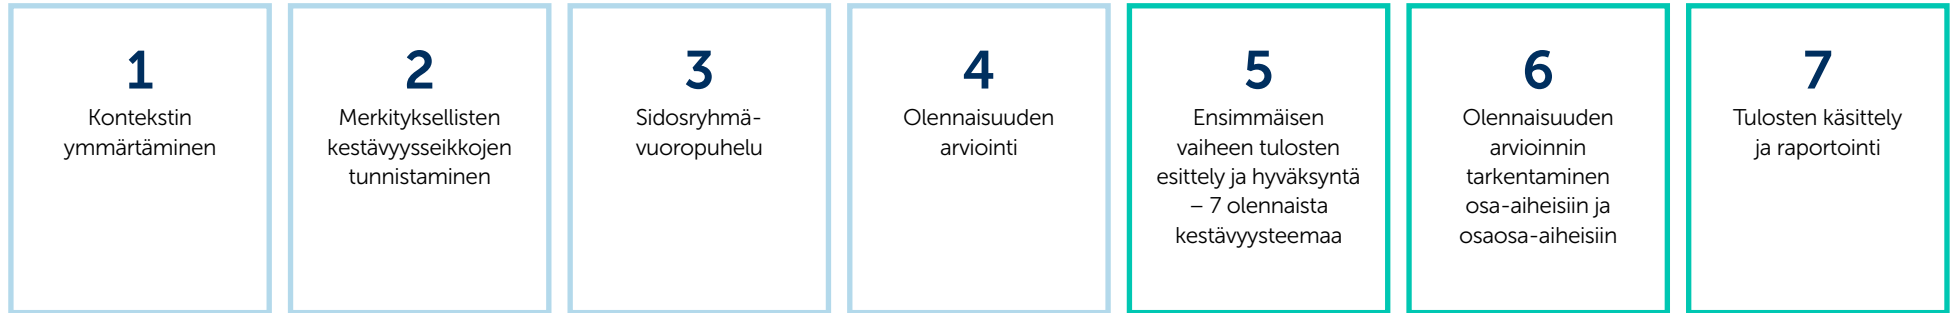 1
Kontekstin
ymmärtäminen
2
Merkityksellisten
kestävyysseikkojen
tunnistaminen
3
Sidosryhmä-
vuoropuhelu
4
Olennaisuuden
arviointi
5
Ensimmäisen
vaiheen tulosten
esittely ja hyväksyntä
– 7 olennaista
kestävyysteemaa
6
Olennaisuuden
arvioinnin
tarkentaminen
osa-aiheisiin ja
osaosa-aiheisiin
7
Tulosten käsittely
ja raportointi